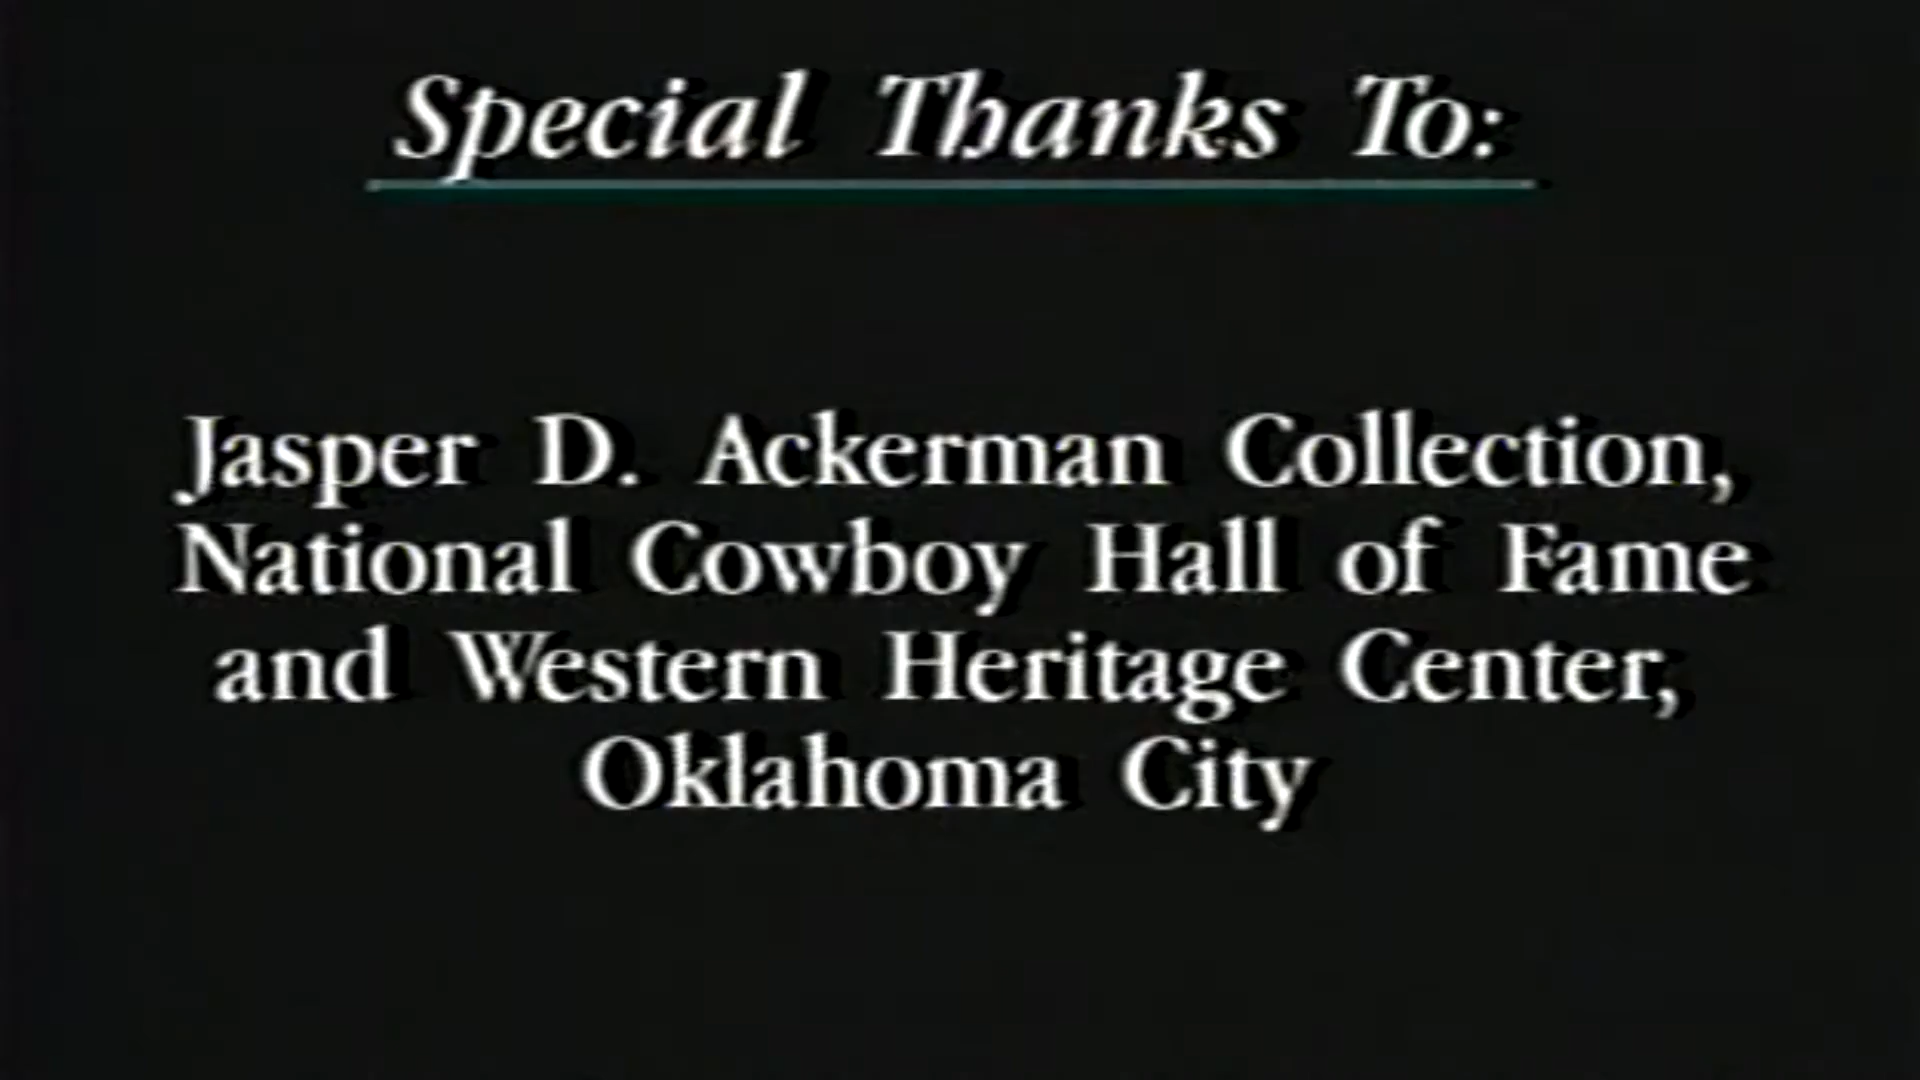 Special Thanks To:
Jasper D. Ackerman Collection,
National Cowboy Hall of Fame
and Western Heritage Center,
Oklahoma City